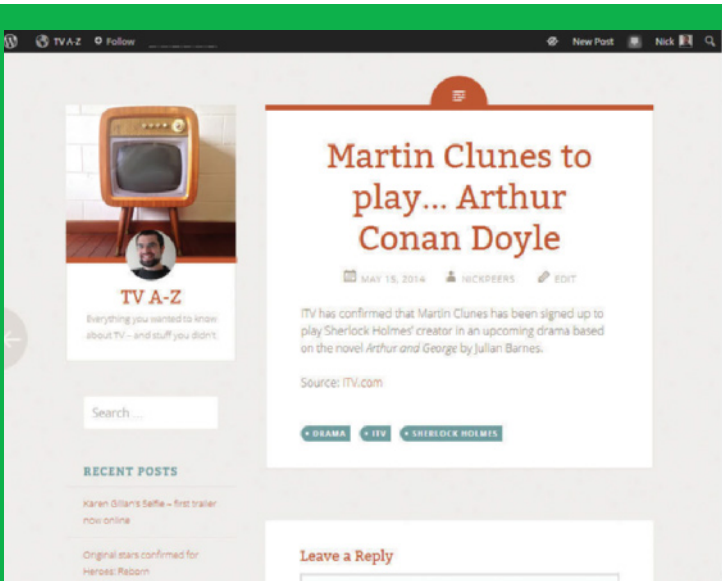 TV A-Z Follow
New Post Nick
Martin Clunes to
play... Arthur
Conan Doyle
MAY 15, 2014 NICKPEERS EDIT
ITV has confirmed that Martin Clunes has been signed up to
play Sherlock Holmes' creator in an upcoming drama based
on the novel Arthur and George by Julian Barnes.
Source: ITV.com
DRAMA ITV SHERLOCK HOLMES
TV A-Z
Everything you wanted to know
about TV – and stuff you didn't.
Search ...
RECENT POSTS
Karen Gillan's Selfie – first trailer
now online
Original stars confirmed for
Heroes: Reborn
Leave a Reply